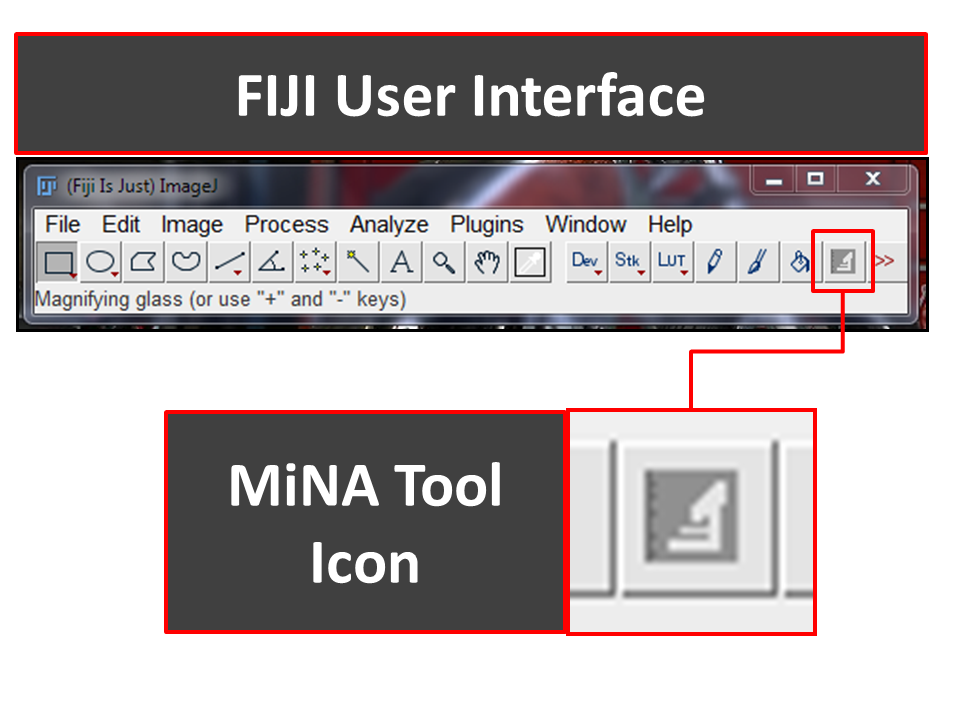 FIJI User Interface
FIJI (Fiji Is Just) ImageJ
File Edit Image Process Analyze Plugins Window Help
A Dev Stk LUT >>
Magnifying glass (or use "+" and "-" keys)
MiNA Tool
Icon